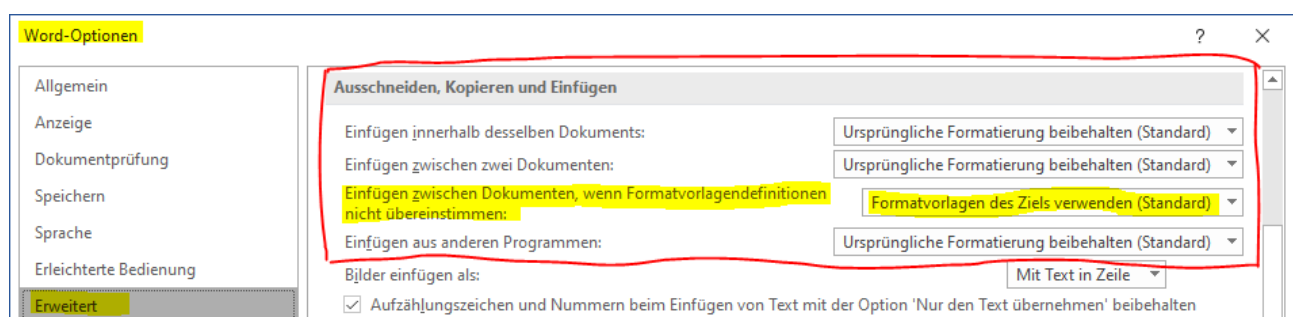 Word-Optionen
?
Allgemein
Anzeige
Dokumentprüfung
Speichern
Sprache
Erleichterte Bedienung
Erweitert
Ausschneiden, Kopieren und Einfügen
Einfügen innerhalb desselben Dokuments: Ursprüngliche Formatierung beibehalten (Standard)
Einfügen zwischen zwei Dokumenten: Ursprüngliche Formatierung beibehalten (Standard)
Einfügen zwischen Dokumenten, wenn Formatvorlagendefinitionen
nicht übereinstimmen: Formatvorlagen des Ziels verwenden (Standard)
Einfügen aus anderen Programmen: Ursprüngliche Formatierung beibehalten (Standard)
Bilder einfügen als: Mit Text in Zeile
Aufzählungszeichen und Nummern beim Einfügen von Text mit der Option 'Nur den Text übernehmen' beibehalten